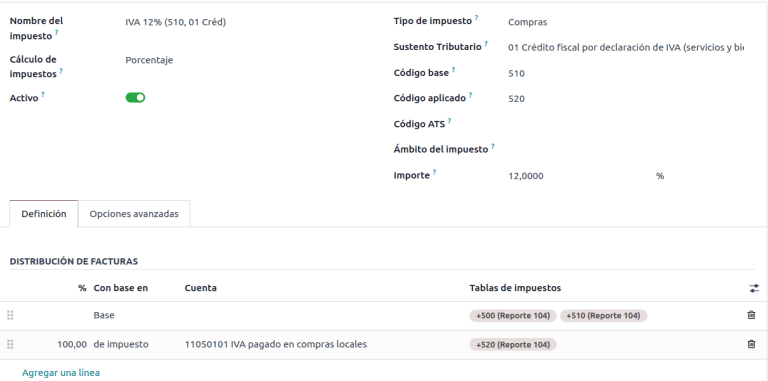 Nombre del impuesto ? IVA 12% (510, 01 Créd)
Cálculo de impuestos ? Porcentaje
Activo ?
Tipo de impuesto ? Compras
Sustento Tributario ? 01 Crédito fiscal por declaración de IVA (servicios y bi
Código base ? 510
Código aplicado ? 520
Código ATS ?
Ámbito del impuesto ?
Importe ? 12,0000 %
Definición Opciones avanzadas
DISTRIBUCIÓN DE FACTURAS
% Con base en Cuenta Tablas de impuestos
Base +500 (Reporte 104) +510 (Reporte 104)
100,00 de impuesto 11050101 IVA pagado en compras locales +520 (Reporte 104)
Agregar una línea